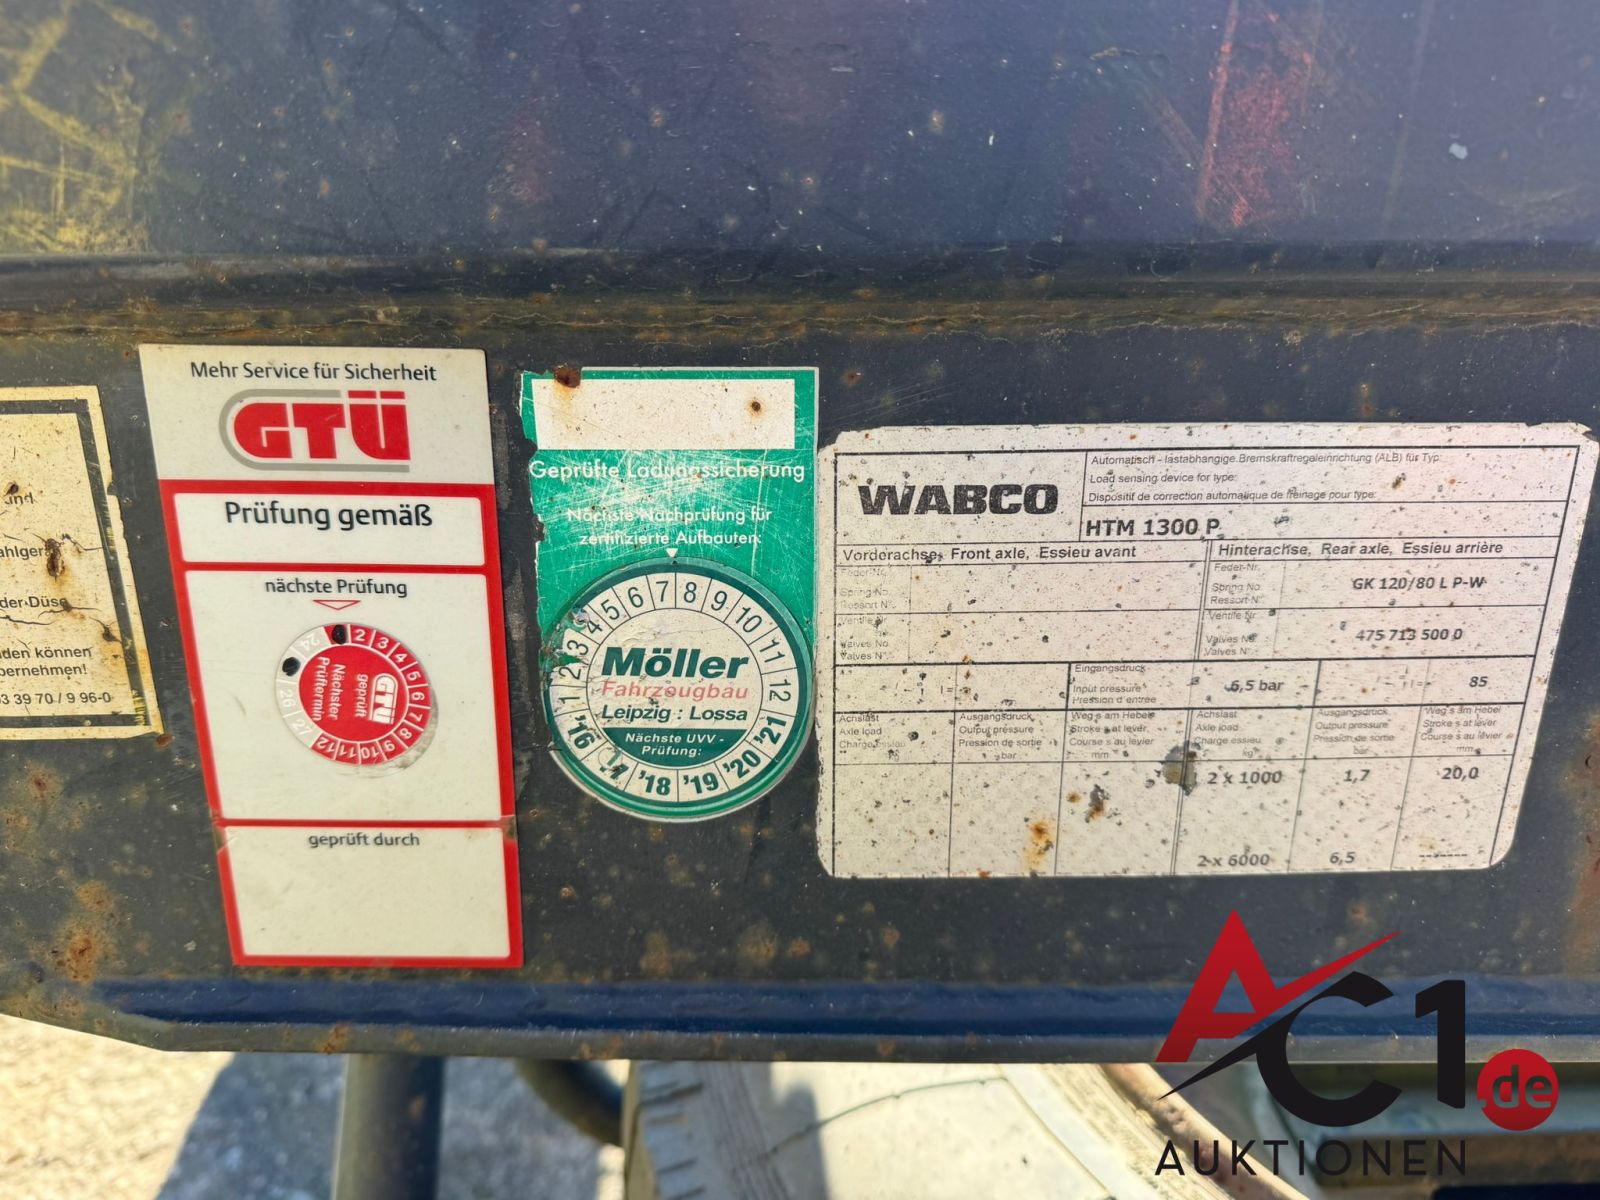 und
ahlgerä
der Düse
nden können
bernehmen!
03 39 70 / 9 96-0
Mehr Service für Sicherheit
GTÜ
Prüfung gemäß
nächste Prüfung
24 2 3 4 5 6 7 8 9 10 11 12 27 26
GTÜ
geprüft
Nächster
Prüftermin
geprüft durch
Geprüfte Ladungssicherung
Nächste Nachprüfung für
zertifizierte Aufbauten:
1 2 3 4 5 6 7 8 9 10 11 12
Möller
Fahrzeugbau
Leipzig : Lossa
Nächste UVV -
Prüfung:
'16 '17 '18 '19 '20 '21
WABCO
Automatisch - lastabhängige Bremskraftregeleinrichtung (ALB) für Typ:
Load sensing device for type:
Dispositif de correction automatique de freinage pour type:
HTM 1300 P
Vorderachse, Front axle, Essieu avant
Hinterachse, Rear axle, Essieu arrière
Feder-Nr.
Spring No.
Ressort N°.
Feder-Nr.
Spring No.
Ressort N°.
GK 120/80 L P-W
Ventile Nr
Valves No.
Valves N°.
Ventile Nr
Valves No.
Valves N°.
475 713 500 0
Eingangsdruck
Input pressure
Pression d'entrée
6,5 bar
85
Achslast
Axle load
Charge essieu
kg
Ausgangsdruck
Output pressure
Pression de sortie
bar
Weg s am Hebel
Stroke s at lever
Course s au lévier
mm
Achslast
Axle load
Charge essieu
kg
Ausgangsdruck
Output pressure
Pression de sortie
bar
Weg s am Hebel
Stroke s at lever
Course s au lévier
mm
2 x 1000 1,7 20,0
2 x 6000 6,5 -------
AC1.de
AUKTIONEN